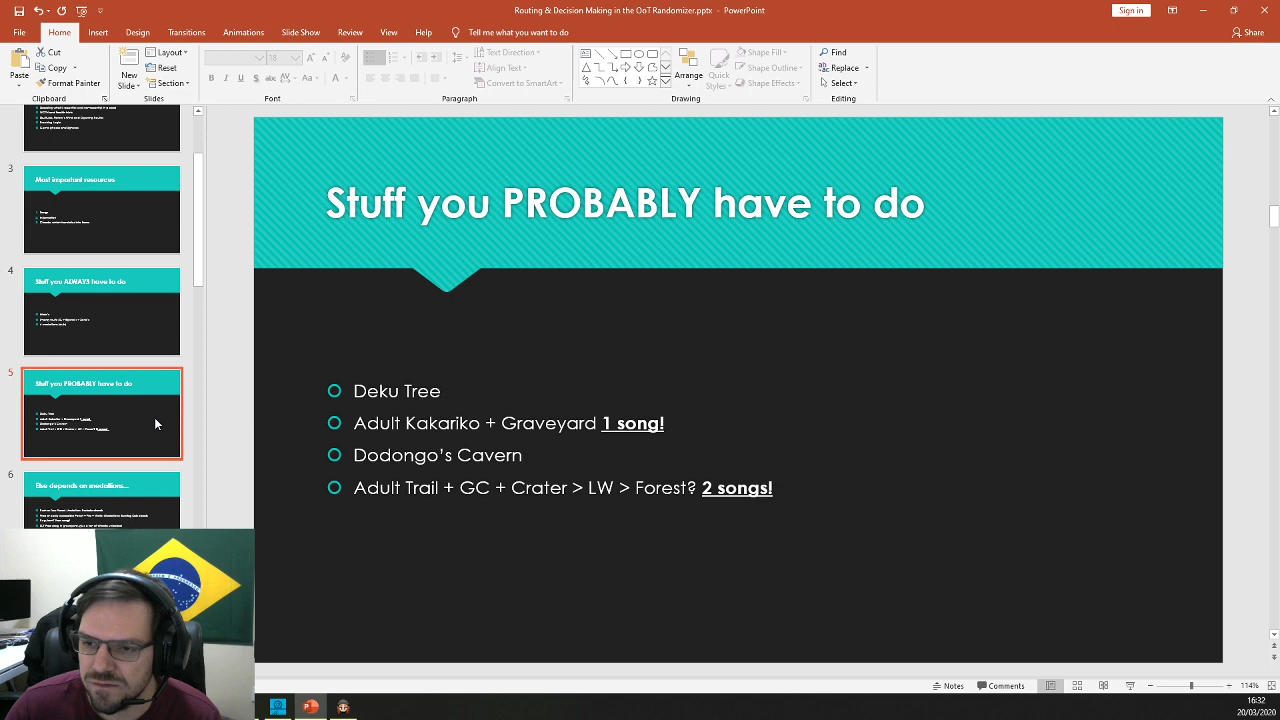 Routing & Decision Making in the OoT Randomizer.pptx - PowerPoint
Sign in
File Home Insert Design Transitions Animations Slide Show Review View Help Tell me what you want to do
Share
Paste
Cut
Copy
Format Painter
Clipboard
New
Slide
Layout
Reset
Section
Slides
18
B I U S abc AV Aa A
Font
Text Direction
Align Text
Convert to SmartArt
Paragraph
Arrange
Quick
Styles
Shape Fill
Shape Outline
Shape Effects
Drawing
Find
Replace
Select
Editing
3
Most important resources
4
Stuff you ALWAYS have to do
5
Stuff you PROBABLY have to do
6
Else depends on medallions...
Stuff you PROBABLY have to do
Deku Tree
Adult Kakariko + Graveyard 1 song!
Dodongo's Cavern
Adult Trail + GC + Crater > LW > Forest? 2 songs!
Notes
Comments
114%
16:32
20/03/2020